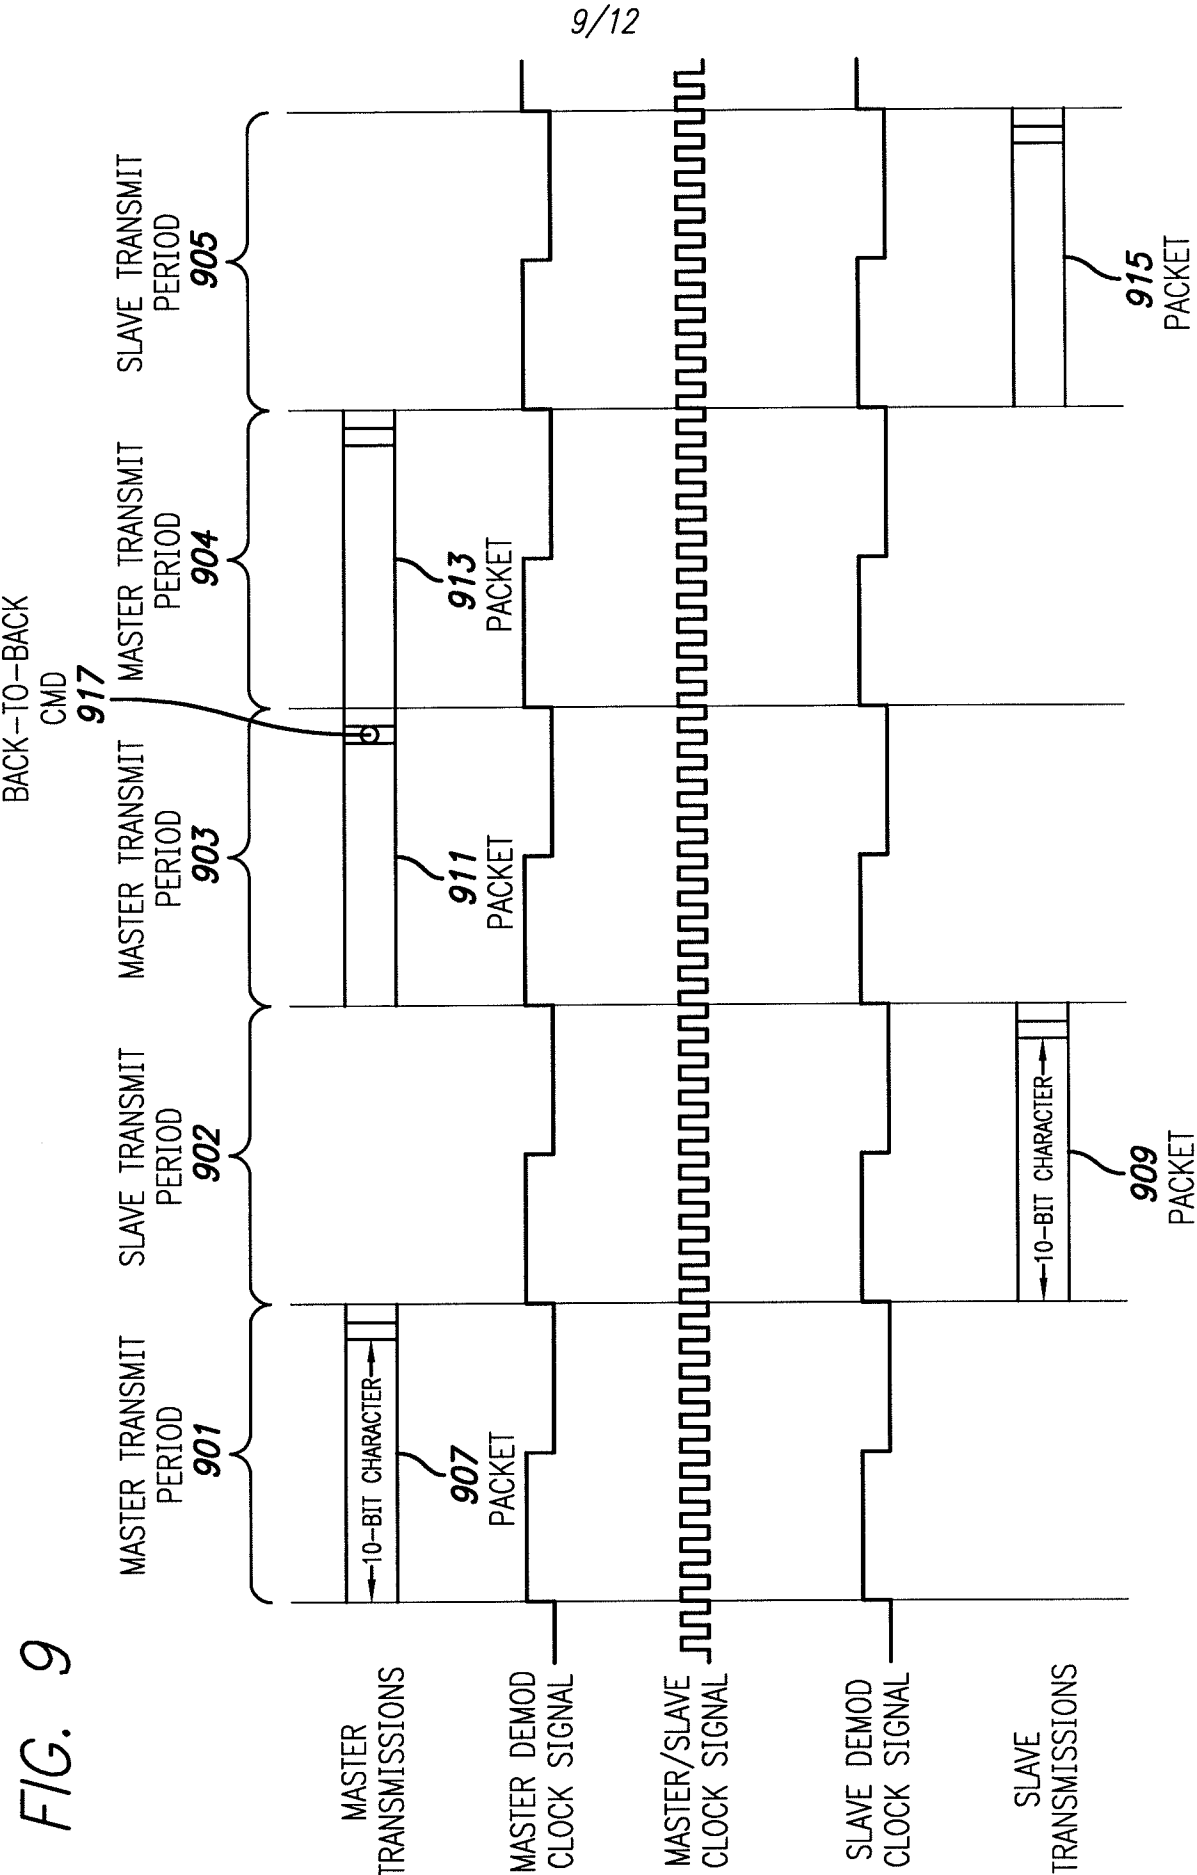 9/12
FIG. 9
BACK-TO-BACK
CMD
917
MASTER TRANSMIT
PERIOD
901
SLAVE TRANSMIT
PERIOD
902
MASTER TRANSMIT
PERIOD
903
MASTER TRANSMIT
PERIOD
904
SLAVE TRANSMIT
PERIOD
905
MASTER
TRANSMISSIONS
10-BIT CHARACTER
907
PACKET
911
PACKET
913
PACKET
MASTER DEMOD
CLOCK SIGNAL
MASTER/SLAVE
CLOCK SIGNAL
SLAVE DEMOD
CLOCK SIGNAL
SLAVE
TRANSMISSIONS
10-BIT CHARACTER
909
PACKET
915
PACKET